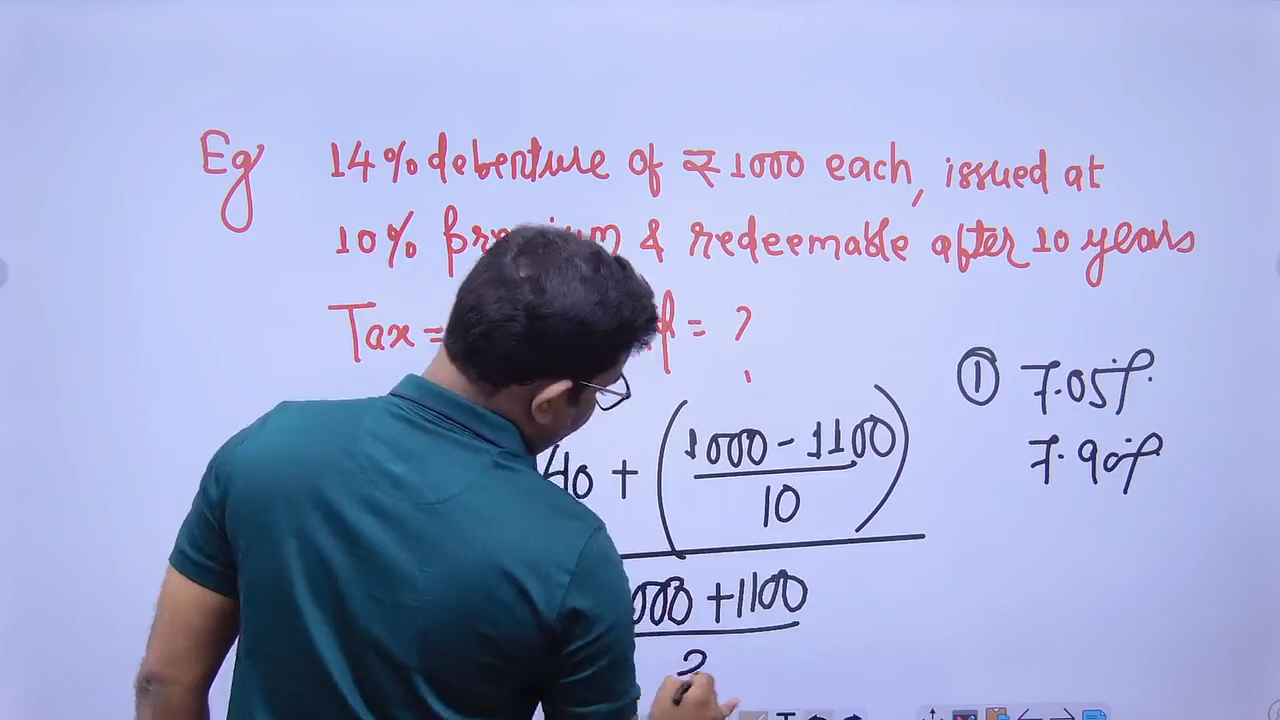 Eg 14% debenture of ₹ 1000 each, issued at
10% & redeemable after 10 years
Tax = = ?
① 7.05%
7.90%
40 + (1000 - 1100
10)
000 + 1100
2